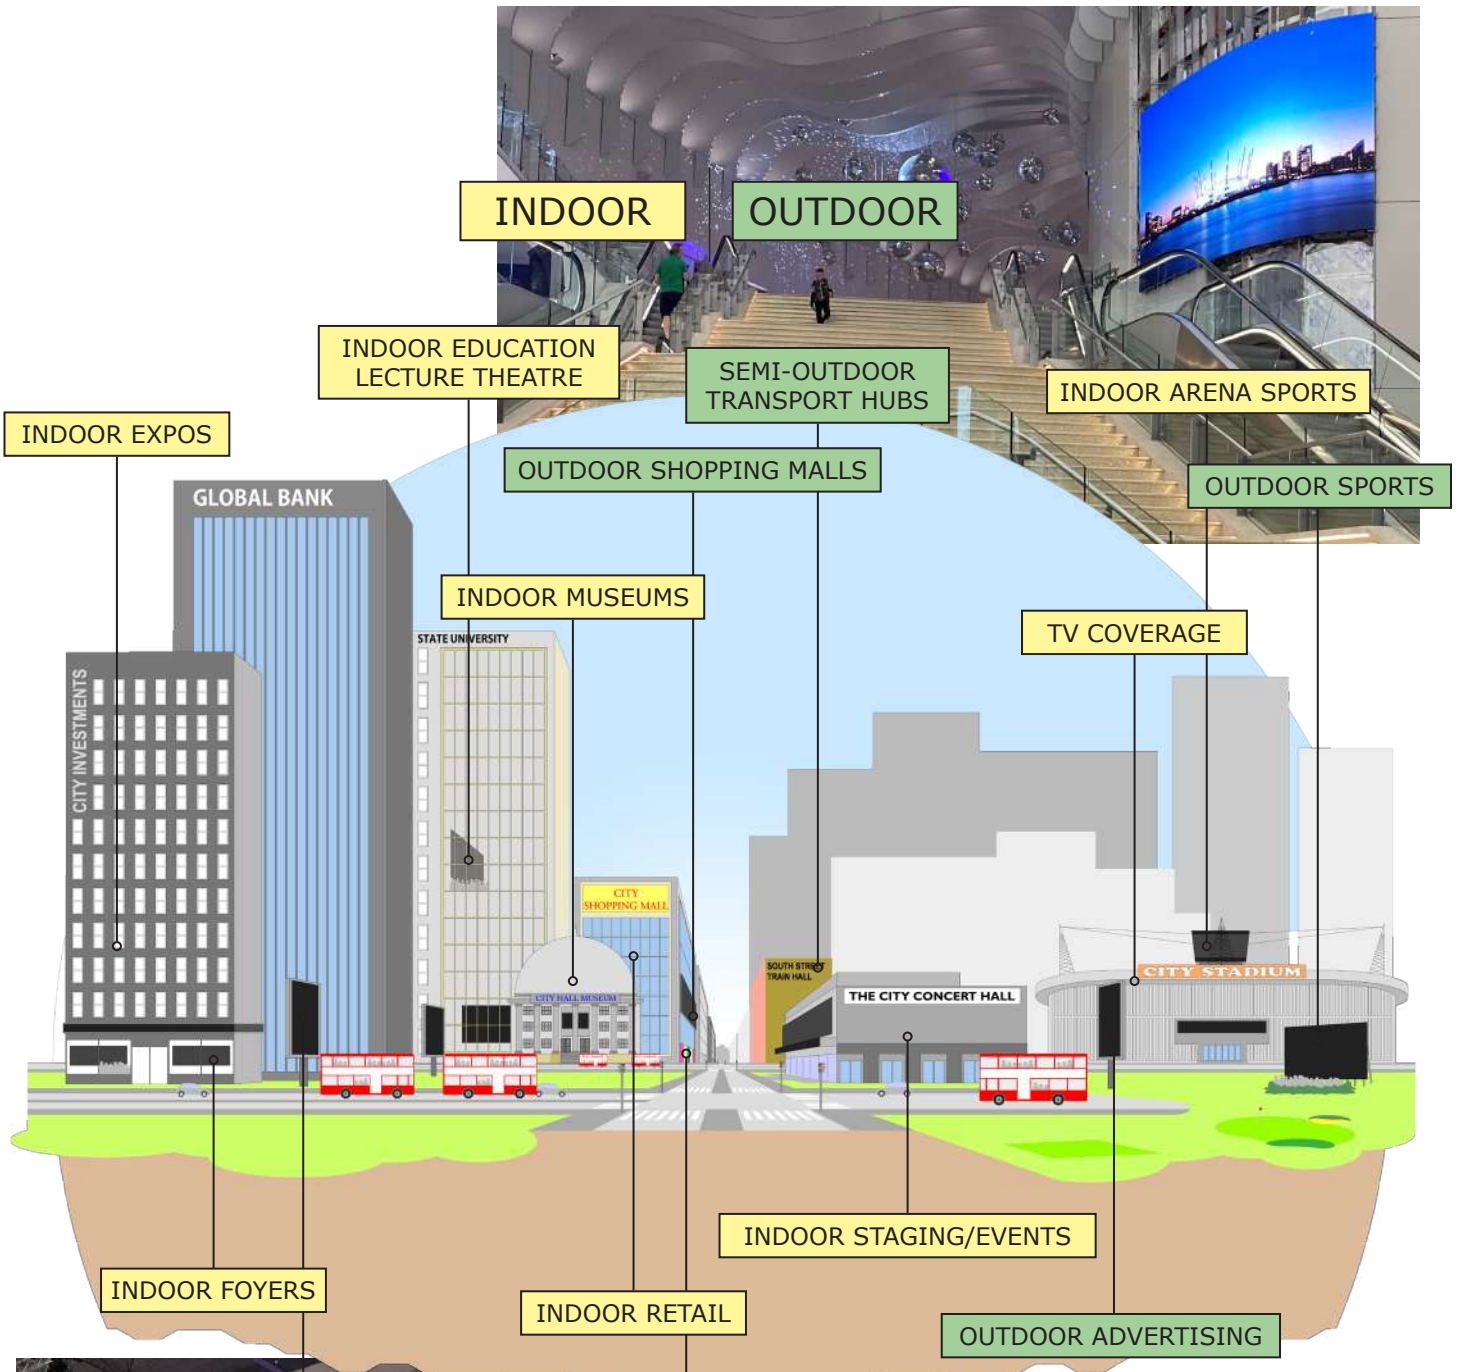 INDOOR
OUTDOOR
INDOOR EDUCATION
LECTURE THEATRE
SEMI-OUTDOOR
TRANSPORT HUBS
INDOOR ARENA SPORTS
INDOOR EXPOS
OUTDOOR SHOPPING MALLS
OUTDOOR SPORTS
GLOBAL BANK
INDOOR MUSEUMS
STATE UNIVERSITY
TV COVERAGE
CITY INVESTMENTS
CITY
SHOPPING MALL
SOUTH STREET
TRAIN HALL
CITY STADIUM
CITY HALL MUSEUM
THE CITY CONCERT HALL
INDOOR STAGING/EVENTS
INDOOR FOYERS
INDOOR RETAIL
OUTDOOR ADVERTISING